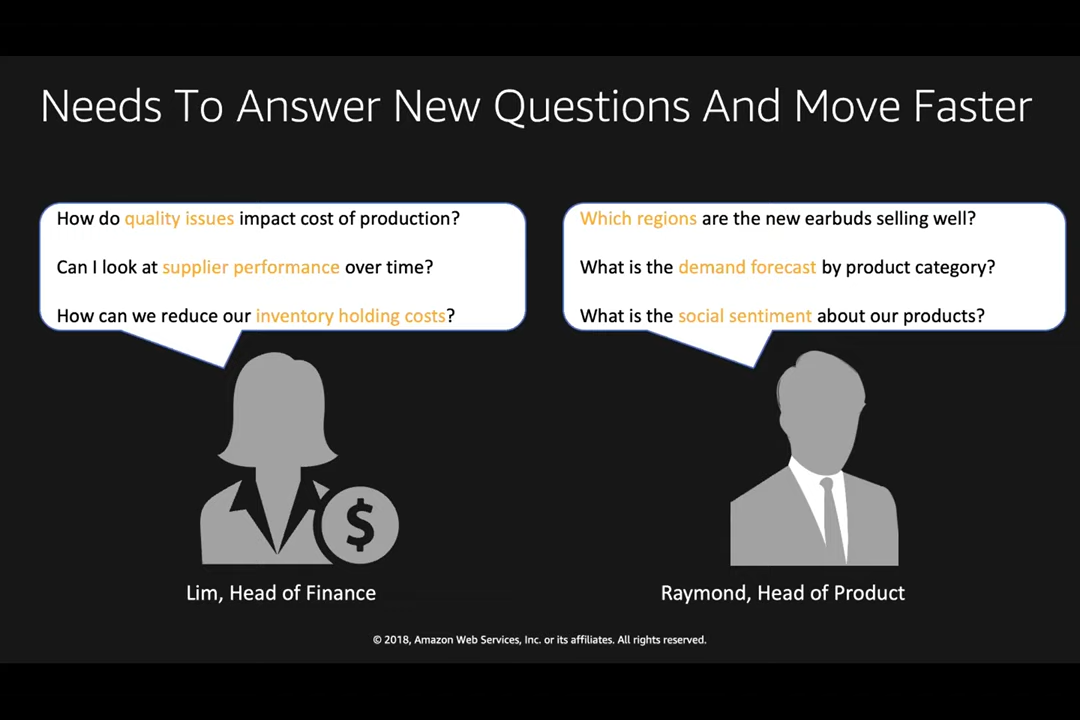 Needs To Answer New Questions And Move Faster
How do quality issues impact cost of production?
Can I look at supplier performance over time?
How can we reduce our inventory holding costs?
Which regions are the new earbuds selling well?
What is the demand forecast by product category?
What is the social sentiment about our products?
$
Lim, Head of Finance
Raymond, Head of Product
© 2018, Amazon Web Services, Inc. or its affiliates. All rights reserved.